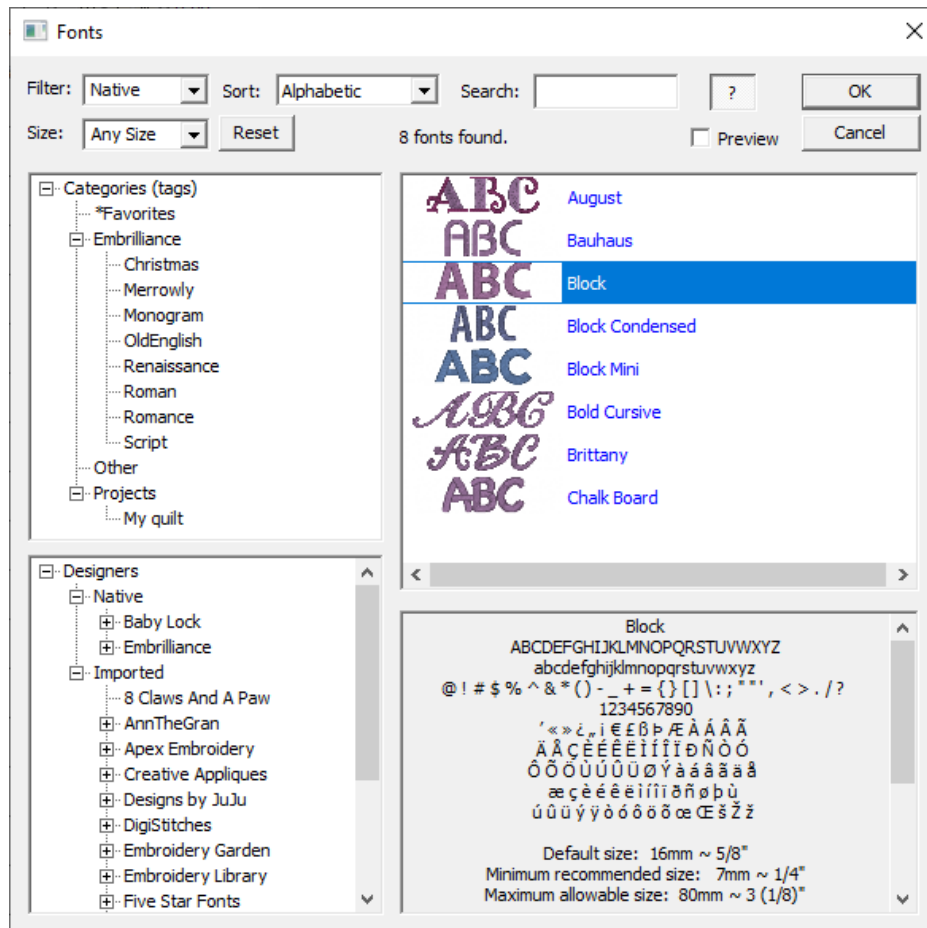 Fonts
Filter: Native Sort: Alphabetic Search: ? OK
Size: Any Size Reset 8 fonts found. Preview Cancel
Categories (tags)
*Favorites
Embrilliance
Christmas
Merrowly
Monogram
OldEnglish
Renaissance
Roman
Romance
Script
Other
Projects
My quilt
ABC August
ABC Bauhaus
ABC Block
ABC Block Condensed
ABC Block Mini
ABC Bold Cursive
ABC Brittany
ABC Chalk Board
Designers
Native
Baby Lock
Embrilliance
Imported
8 Claws And A Paw
AnnTheGran
Apex Embroidery
Creative Appliques
Designs by JuJu
DigiStitches
Embroidery Garden
Embroidery Library
Five Star Fonts
Block
ABCDEFGHIJKLMNOPQRSTUVWXYZ
abcdefghijklmnopqrstuvwxyz
@ ! # $ % ^ & * ( ) - _ + = { } [ ] \ : ; " " ' , < > . / ?
1234567890
´ « » ¿ „ ¡ € £ ß Þ Æ À Á Â Ã
Ä Å Ç È É Ê Ë Ì Í Î Ï Ð Ñ Ò Ó
Ô Õ Ö Ù Ú Û Ü Ø Ý à á â ã ä å
æ ç è é ê ë ì í î ï ð ñ ø þ ù
ú û ü ý ÿ ò ó ô ö õ œ Œ š Ž ž
Default size: 16mm ~ 5/8"
Minimum recommended size: 7mm ~ 1/4"
Maximum allowable size: 80mm ~ 3 (1/8)"